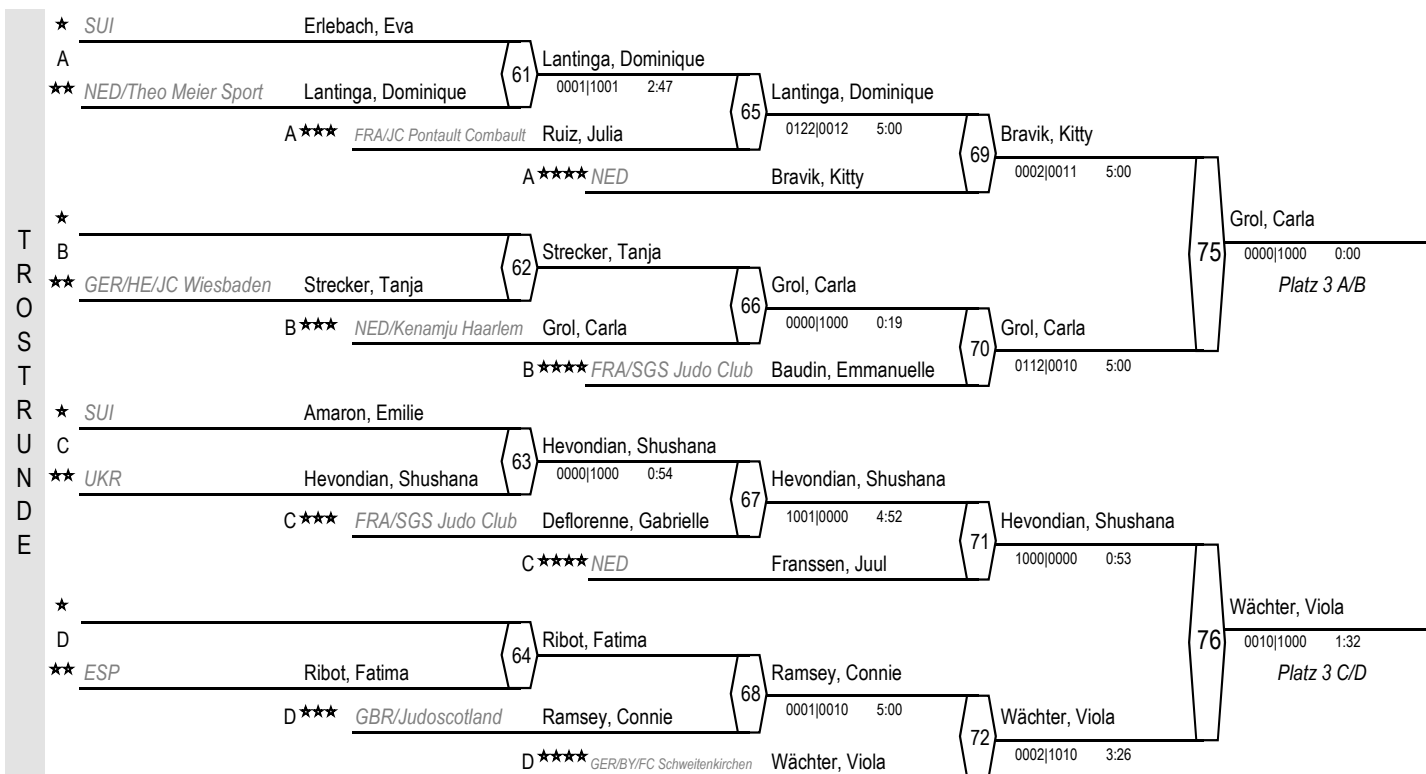 ★ SUI Erlebach, Eva
A
61 Lantinga, Dominique
0001|1001 2:47
★★ NED/Theo Meier Sport Lantinga, Dominique
65 Lantinga, Dominique
0122|0012 5:00
A ★★★ FRA/JC Pontault Combault Ruiz, Julia
69 Bravik, Kitty
0002|0011 5:00
A ★★★★ NED Bravik, Kitty
★
B
75 Grol, Carla
0000|1000 0:00
Platz 3 A/B
62 Strecker, Tanja
★★ GER/HE/JC Wiesbaden Strecker, Tanja
66 Grol, Carla
0000|1000 0:19
B ★★★ NED/Kenamju Haarlem Grol, Carla
70 Grol, Carla
0112|0010 5:00
B ★★★★ FRA/SGS Judo Club Baudin, Emmanuelle
TROSTRUNDE
★ SUI Amaron, Emilie
C
63 Hevondian, Shushana
0000|1000 0:54
★★ UKR Hevondian, Shushana
67 Hevondian, Shushana
1001|0000 4:52
C ★★★ FRA/SGS Judo Club Deflorenne, Gabrielle
71 Hevondian, Shushana
1000|0000 0:53
C ★★★★ NED Franssen, Juul
★
D
76 Wächter, Viola
0010|1000 1:32
Platz 3 C/D
64 Ribot, Fatima
★★ ESP Ribot, Fatima
68 Ramsey, Connie
0001|0010 5:00
D ★★★ GBR/Judoscotland Ramsey, Connie
72 Wächter, Viola
0002|1010 3:26
D ★★★★ GER/BY/FC Schweitenkirchen Wächter, Viola